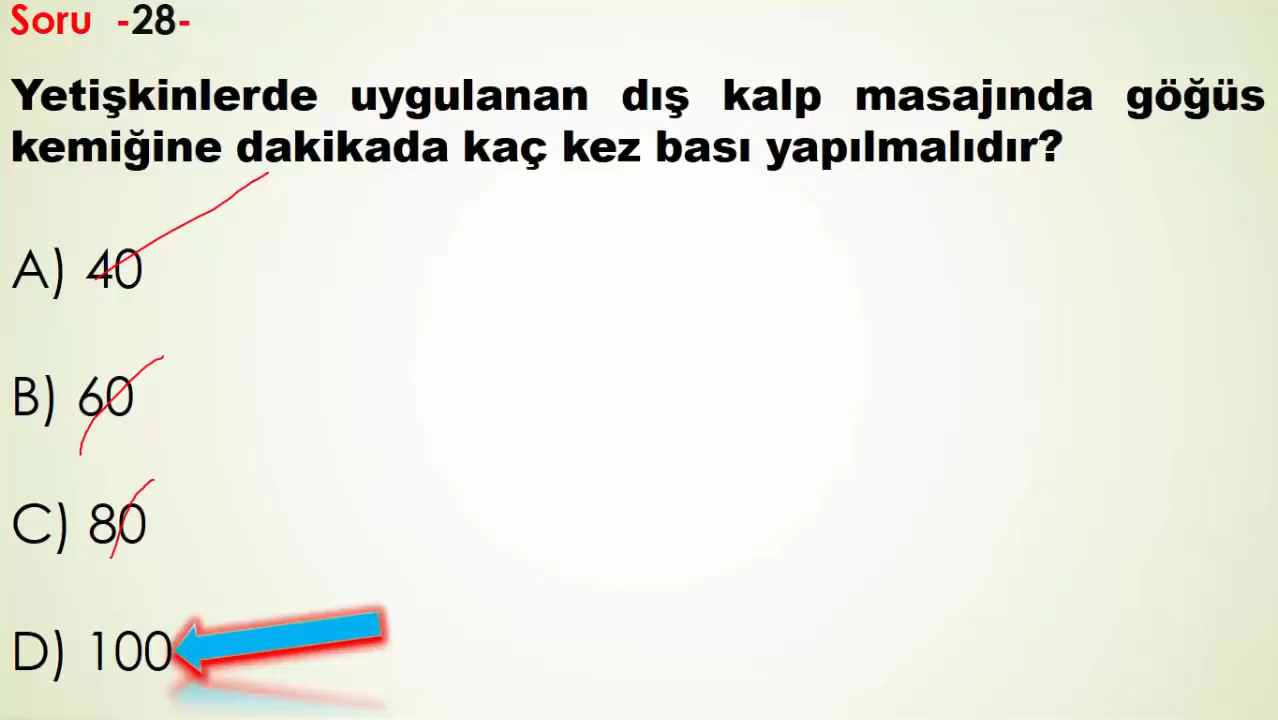 Soru -28-
Yetişkinlerde uygulanan dış kalp masajında göğüs
kemiğine dakikada kaç kez bası yapılmalıdır?
A) 40
B) 60
C) 80
D) 100